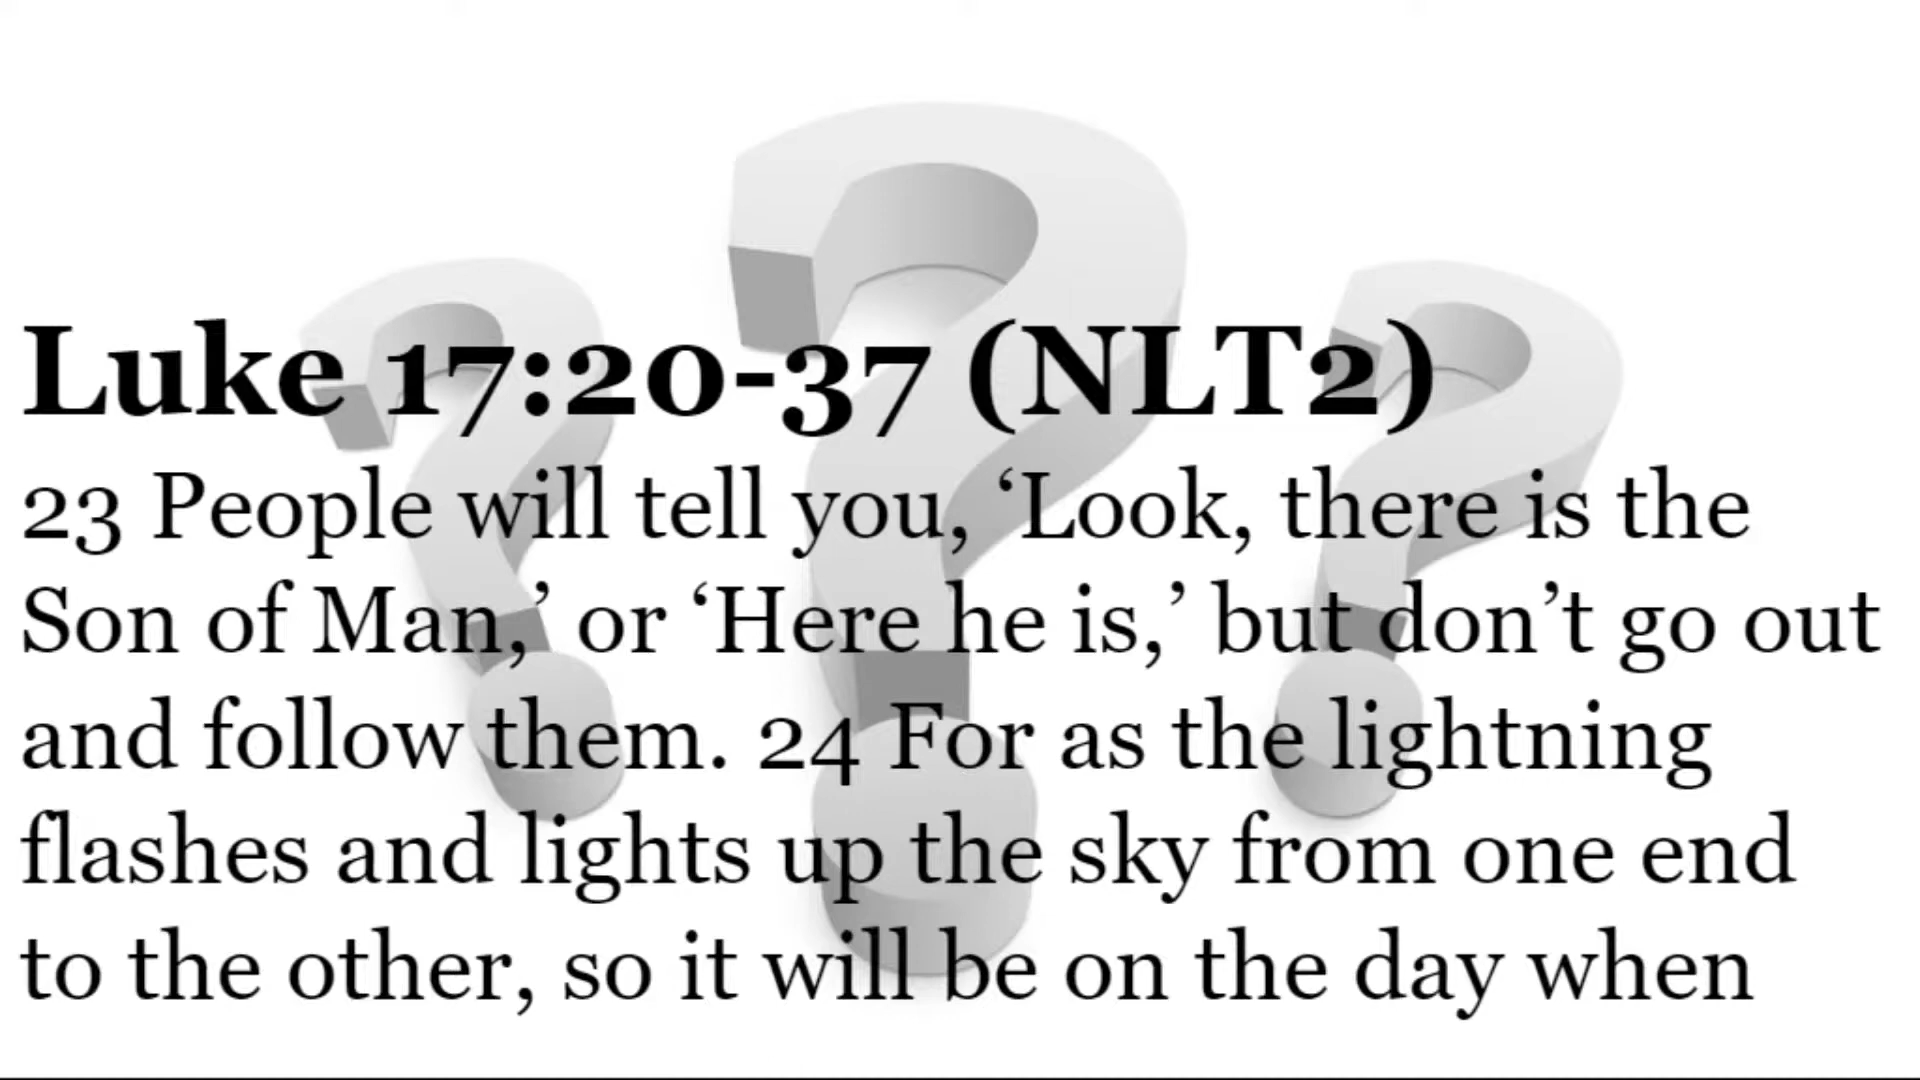 Luke 17:20-37 (NLT2)
23 People will tell you, ‘Look, there is the
Son of Man,’ or ‘Here he is,’ but don’t go out
and follow them. 24 For as the lightning
flashes and lights up the sky from one end
to the other, so it will be on the day when